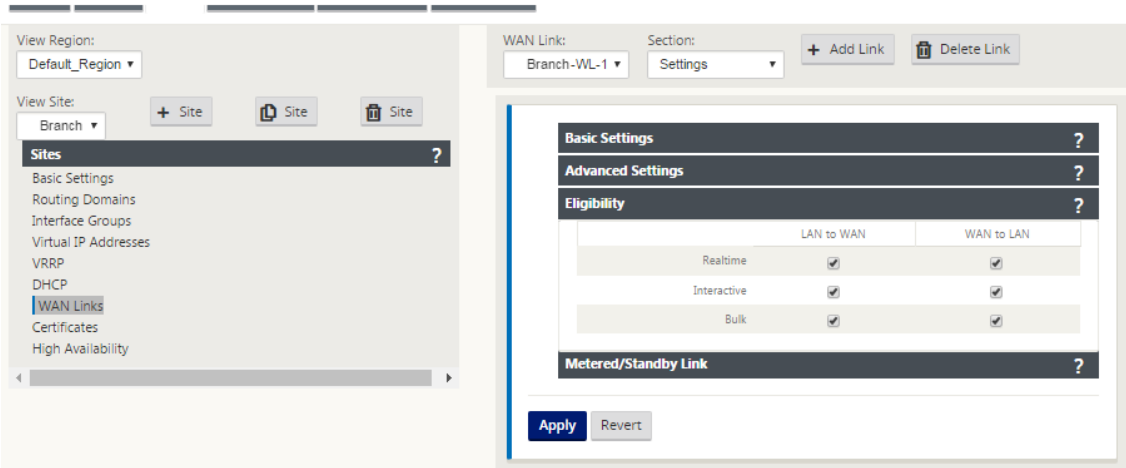 View Region:
Default_Region
View Site:
Branch
+ Site
Site
Site
Sites ?
Basic Settings
Routing Domains
Interface Groups
Virtual IP Addresses
VRRP
DHCP
WAN Links
Certificates
High Availability
WAN Link: Section:
Branch-WL-1 Settings + Add Link Delete Link
Basic Settings ?
Advanced Settings ?
Eligibility ?
LAN to WAN WAN to LAN
Realtime
Interactive
Bulk
Metered/Standby Link ?
Apply Revert